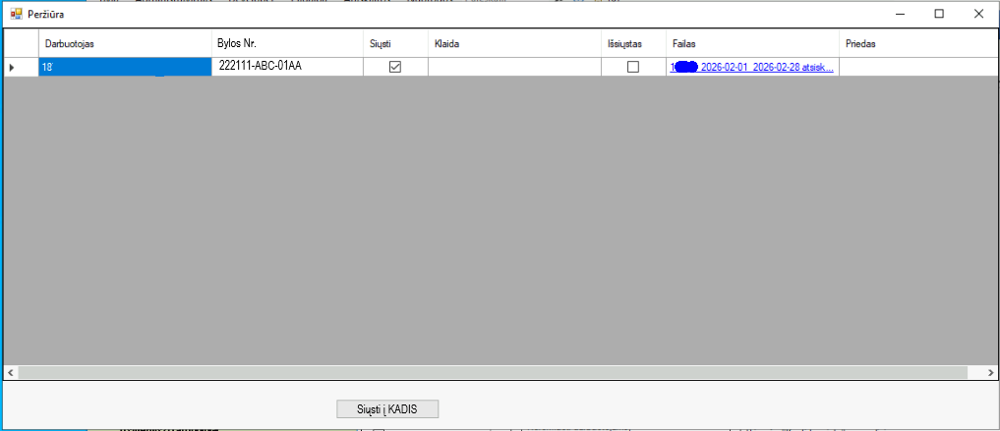 Peržiūra
Darbuotojas Bylos Nr. Siųsti Klaida Išsiųstas Failas Priedas
18 222111-ABC-01AA 2026-02-01_2026-02-28 atsisk...
Siųsti į KADIS